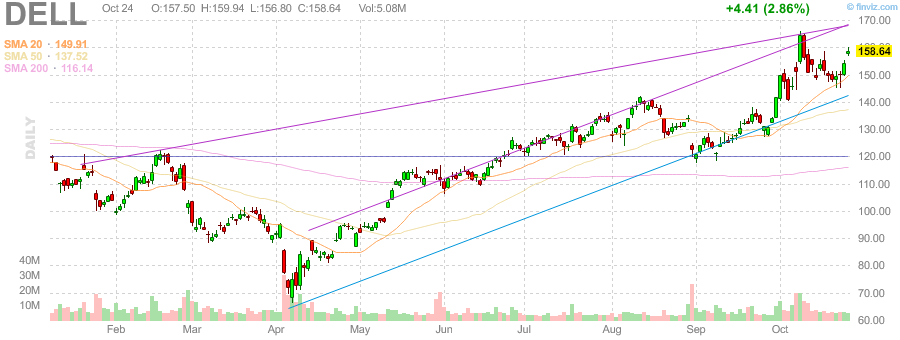 DELL Oct 24 O:157.50 H:159.94 L:156.80 C:158.64 Vol:5.08M +4.41 (2.86%) © finviz.com
SMA 20 · 149.91
SMA 50 · 137.52
SMA 200 · 116.14
DAILY
170.00
158.64
150.00
140.00
130.00
120.00
110.00
100.00
90.00
80.00
70.00
60.00
40M
30M
20M
10M
Feb Mar Apr May Jun Jul Aug Sep Oct